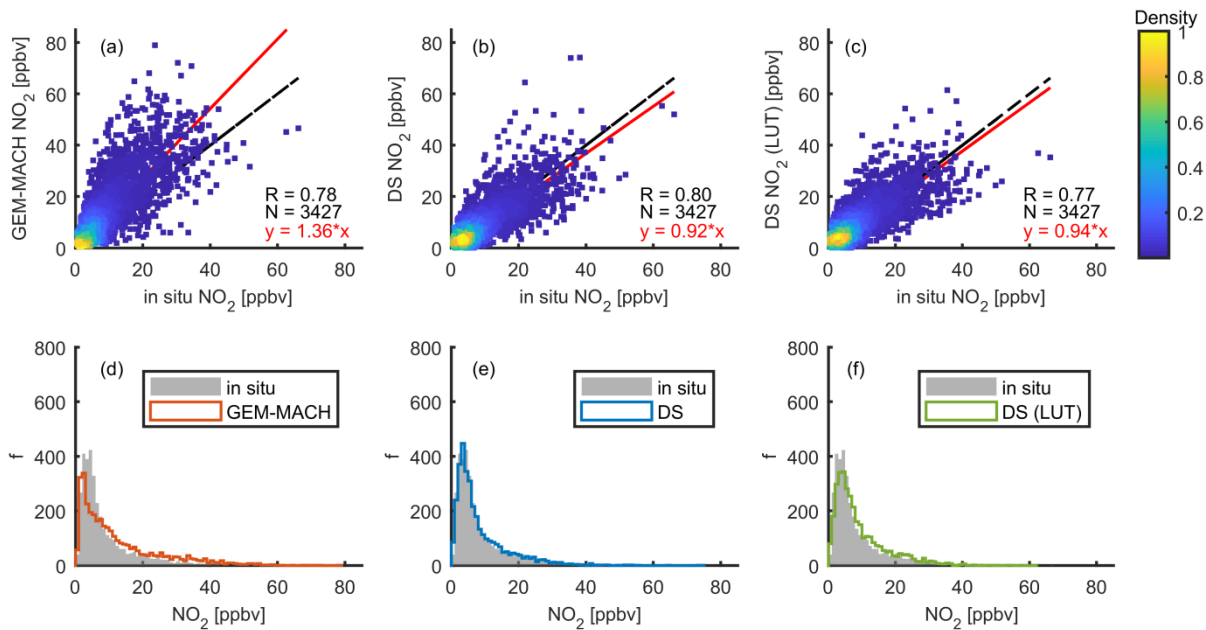 Density
(a)
GEM-MACH NO2 [ppbv]
80
60
40
20
0
R = 0.78
N = 3427
y = 1.36*x
0 20 40 60 80
in situ NO2 [ppbv]
(b)
DS NO2 [ppbv]
80
60
40
20
0
R = 0.80
N = 3427
y = 0.92*x
0 20 40 60 80
in situ NO2 [ppbv]
(c)
DS NO2 (LUT) [ppbv]
80
60
40
20
0
R = 0.77
N = 3427
y = 0.94*x
0 20 40 60 80
in situ NO2 [ppbv]
1
0.8
0.6
0.4
0.2
(d)
f
800
600
400
200
0
in situ
GEM-MACH
0 20 40 60 80
NO2 [ppbv]
(e)
f
800
600
400
200
0
in situ
DS
0 20 40 60 80
NO2 [ppbv]
(f)
f
800
600
400
200
0
in situ
DS (LUT)
0 20 40 60 80
NO2 [ppbv]